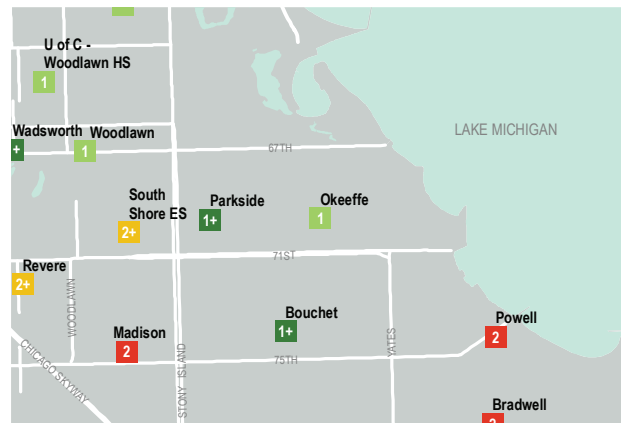 U of C -
Woodlawn HS
1
LAKE MICHIGAN
Wadsworth
Woodlawn
+
1
67TH
South
Shore ES
Parkside
Okeeffe
2+
1+
1
71ST
Revere
2+
WOODLAWN
Bouchet
Powell
Madison
1+
2
2
CHICAGO SKYWAY
STONY ISLAND
75TH
YATES
Bradwell
2